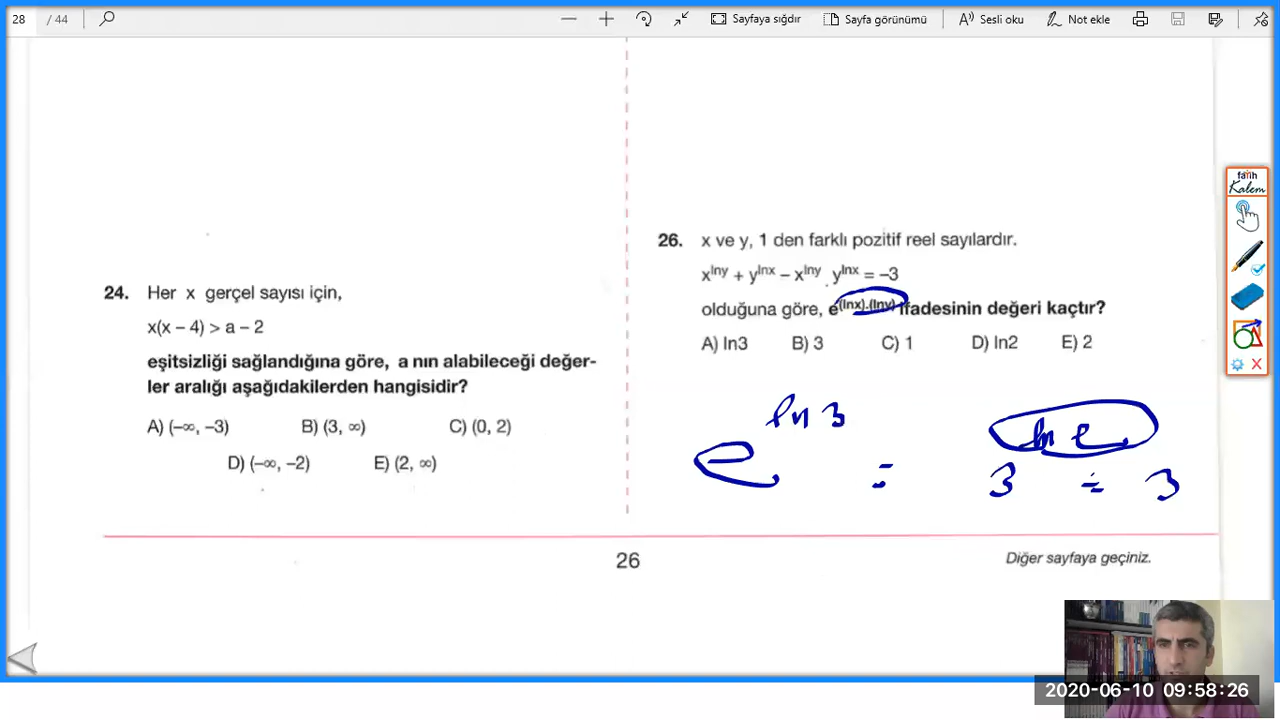 28 / 44 Sayfaya sığdır Sayfa görünümü Sesli oku Not ekle
24. Her x gerçel sayısı için,
x(x – 4) > a – 2
eşitsizliği sağlandığına göre, a nın alabileceği değer-
ler aralığı aşağıdakilerden hangisidir?
A) (–∞, –3) B) (3, ∞) C) (0, 2)
D) (–∞, –2) E) (2, ∞)
26. x ve y, 1 den farklı pozitif reel sayılardır.
x^lny + y^lnx – x^lny . y^lnx = –3
olduğuna göre, e^(lnx).(lny) ifadesinin değeri kaçtır?
A) ln3 B) 3 C) 1 D) ln2 E) 2
e^ln 3 = 3^ln e = 3
26
Diğer sayfaya geçiniz.
fatih
Kalem
2020-06-10 09:58:26